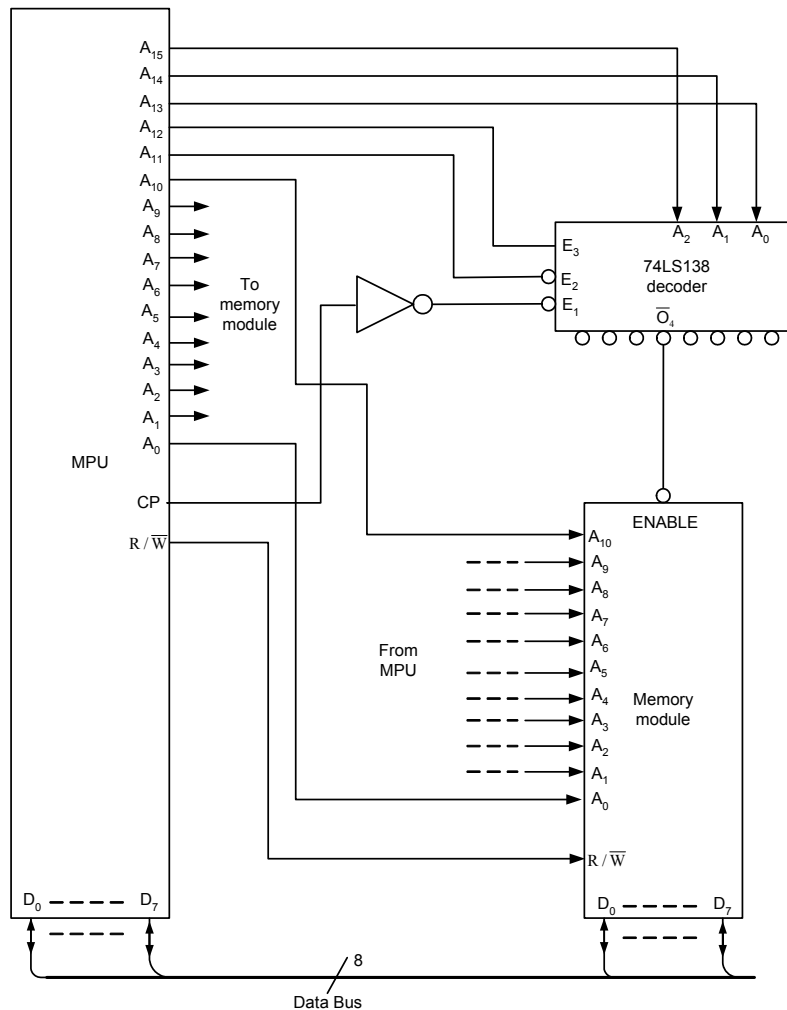 A₁₅
A₁₄
A₁₃
A₁₂
A₁₁
A₁₀
A₉
A₈
A₇
A₆
A₅
A₄
A₃
A₂
A₁
A₀
MPU
CP
R / W̅
D₀
D₇
To
memory
module
A₂
A₁
A₀
E₃
E₂
E₁
74LS138
decoder
O̅₄
ENABLE
A₁₀
A₉
A₈
A₇
A₆
A₅
A₄
A₃
A₂
A₁
A₀
From
MPU
Memory
module
R / W̅
D₀
D₇
8
Data Bus